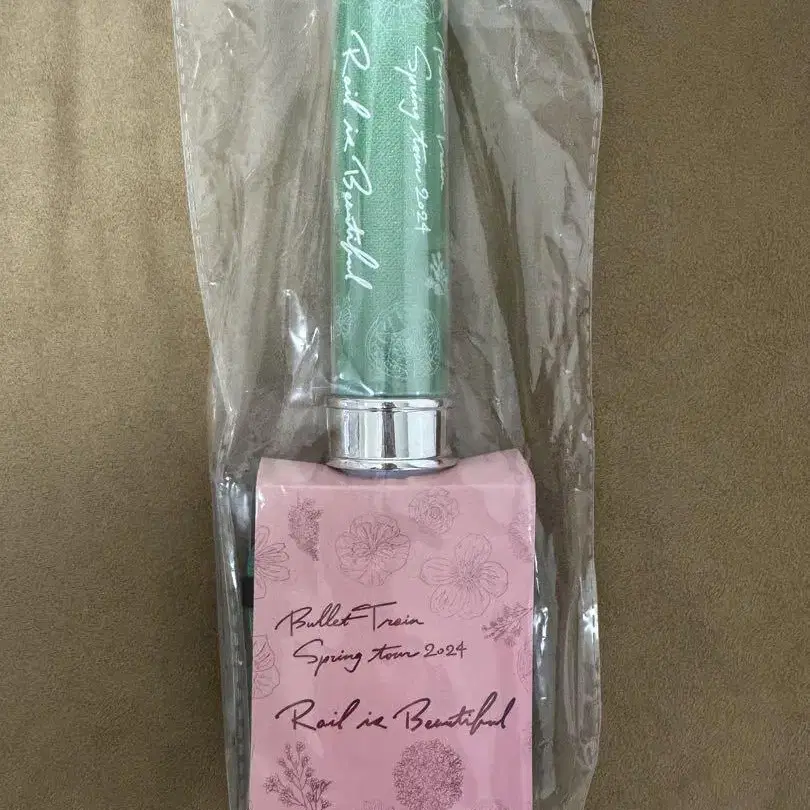 Spring tour 2024
Rail is Beautiful
Bullet Train
Spring tour 2024
Rail is Beautiful